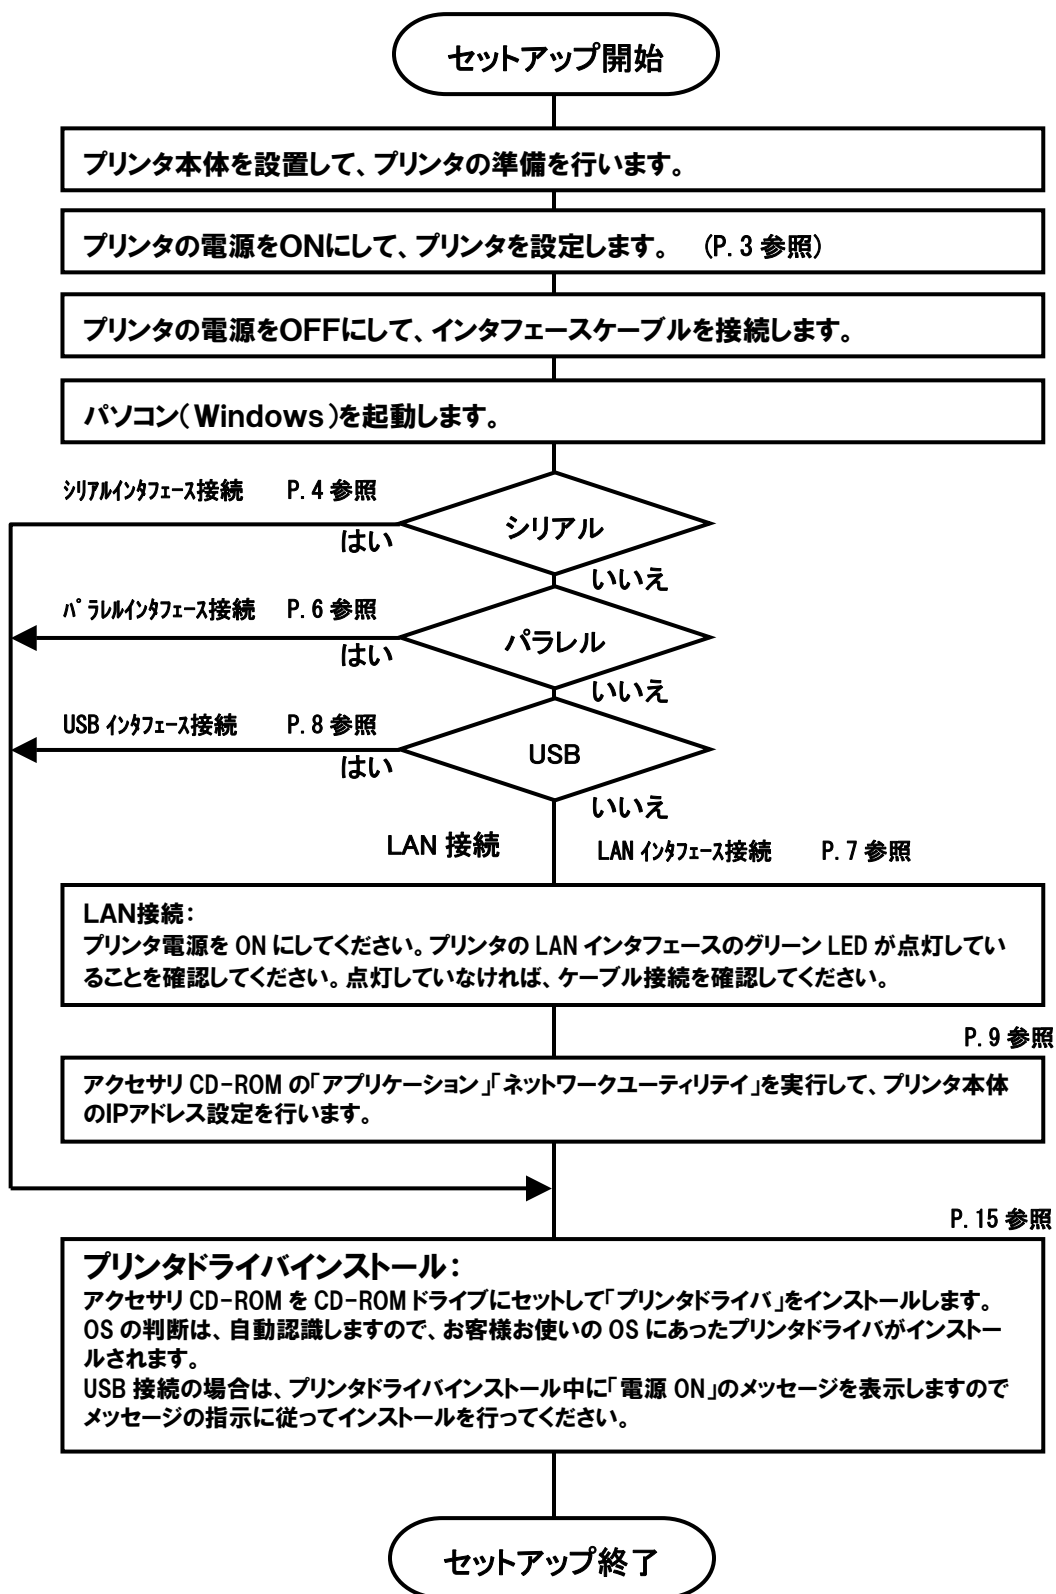 セットアップ開始
プリンタ本体を設置して、プリンタの準備を行います。
プリンタの電源をONにして、プリンタを設定します。 (P.3 参照)
プリンタの電源をOFFにして、インタフェースケーブルを接続します。
パソコン(Windows)を起動します。
ｼﾘｱﾙｲﾝﾀﾌｪｰｽ接続 P.4 参照
シリアル
はい
いいえ
ﾊﾟﾗﾚﾙｲﾝﾀﾌｪｰｽ接続 P.6 参照
パラレル
はい
いいえ
USB ｲﾝﾀﾌｪｰｽ接続 P.8 参照
USB
はい
いいえ
LAN 接続
LAN ｲﾝﾀﾌｪｰｽ接続 P.7 参照
LAN接続：
プリンタ電源を ON にしてください。プリンタの LAN インタフェースのグリーン LED が点灯してい
ることを確認してください。点灯していなければ、ケーブル接続を確認してください。
P.9 参照
アクセサリ CD-ROM の「アプリケーション」「ネットワークユーティリテイ」を実行して、プリンタ本体
のIPアドレス設定を行います。
P.15 参照
プリンタドライバインストール：
アクセサリ CD-ROM を CD-ROM ドライブにセットして「プリンタドライバ」をインストールします。
OS の判断は、自動認識しますので、お客様お使いの OS にあったプリンタドライバがインストー
ルされます。
USB 接続の場合は、プリンタドライバインストール中に「電源 ON」のメッセージを表示しますので
メッセージの指示に従ってインストールを行ってください。
セットアップ終了